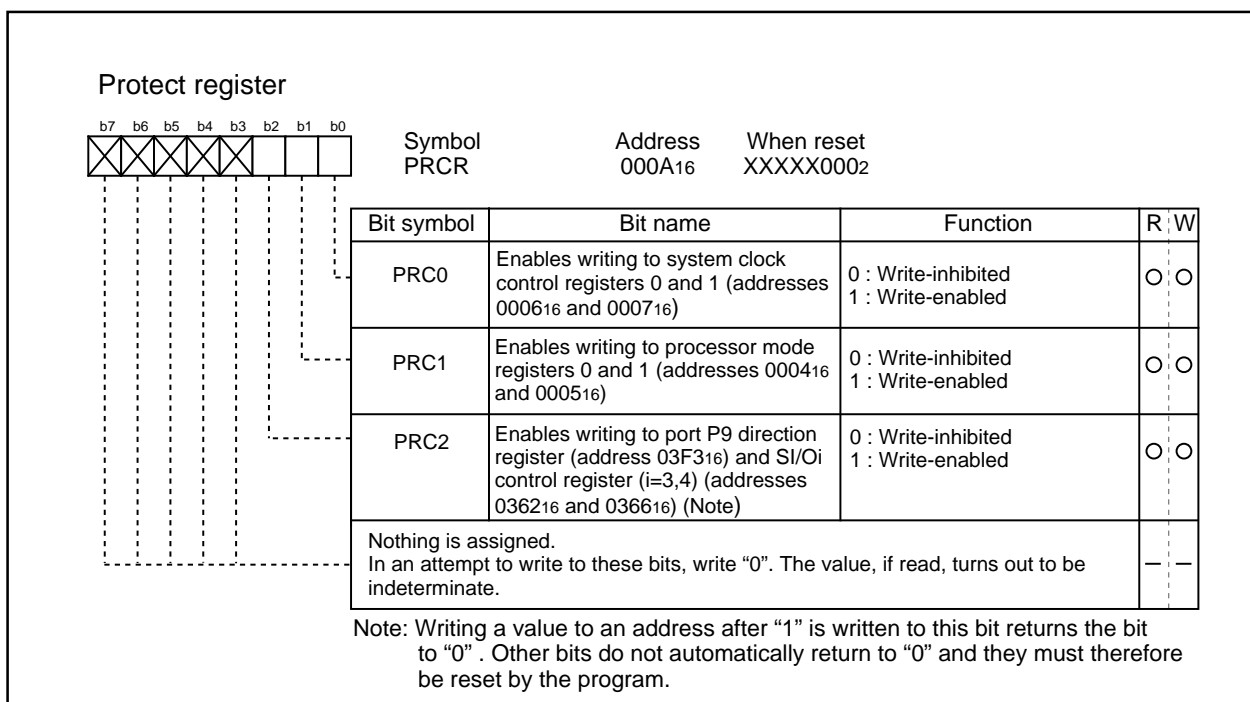 Protect register
b7 b6 b5 b4 b3 b2 b1 b0
Symbol Address When reset
PRCR 000A16 XXXXX0002
Bit symbol Bit name Function R W
PRC0
Enables writing to system clock
control registers 0 and 1 (addresses
000616 and 000716)
0 : Write-inhibited
1 : Write-enabled
PRC1
Enables writing to processor mode
registers 0 and 1 (addresses 000416
and 000516)
0 : Write-inhibited
1 : Write-enabled
PRC2
Enables writing to port P9 direction
register (address 03F316) and SI/Oi
control register (i=3,4) (addresses
036216 and 036616) (Note)
0 : Write-inhibited
1 : Write-enabled
Nothing is assigned.
In an attempt to write to these bits, write “0”. The value, if read, turns out to be
indeterminate.
Note: Writing a value to an address after “1” is written to this bit returns the bit
to “0” . Other bits do not automatically return to “0” and they must therefore
be reset by the program.